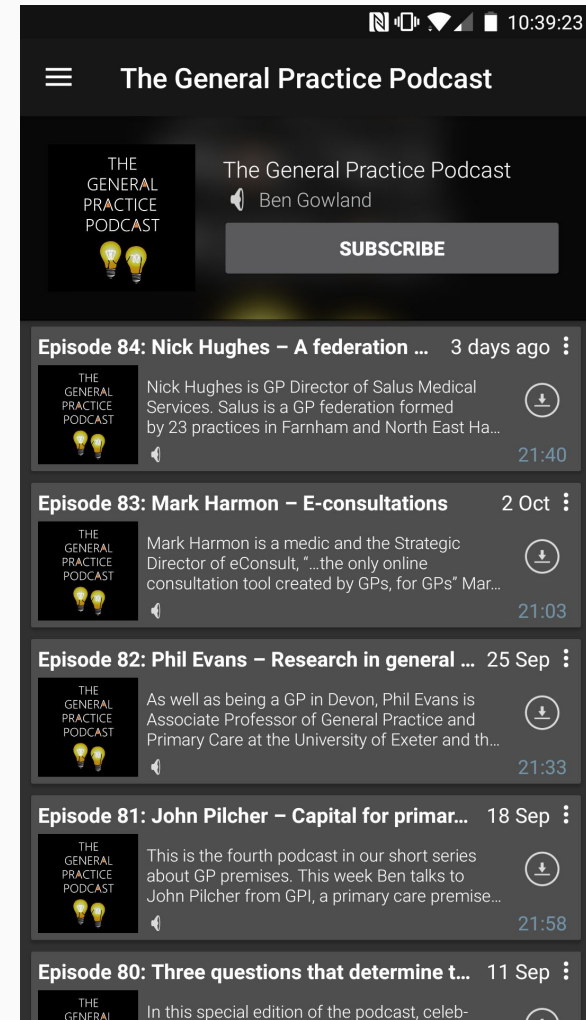 10:39:23
The General Practice Podcast
THE
GENERAL
PRACTICE
PODCAST
The General Practice Podcast
Ben Gowland
SUBSCRIBE
Episode 84: Nick Hughes – A federation ... 3 days ago
THE
GENERAL
PRACTICE
PODCAST
Nick Hughes is GP Director of Salus Medical
Services. Salus is a GP federation formed
by 23 practices in Farnham and North East Ha...
21:40
Episode 83: Mark Harmon – E-consultations 2 Oct
THE
GENERAL
PRACTICE
PODCAST
Mark Harmon is a medic and the Strategic
Director of eConsult, “...the only online
consultation tool created by GPs, for GPs” Mar...
21:03
Episode 82: Phil Evans – Research in general ... 25 Sep
THE
GENERAL
PRACTICE
PODCAST
As well as being a GP in Devon, Phil Evans is
Associate Professor of General Practice and
Primary Care at the University of Exeter and th...
21:33
Episode 81: John Pilcher – Capital for primar... 18 Sep
THE
GENERAL
PRACTICE
PODCAST
This is the fourth podcast in our short series
about GP premises. This week Ben talks to
John Pilcher from GPI, a primary care premise...
21:58
Episode 80: Three questions that determine t... 11 Sep
THE
GENERAL
In this special edition of the podcast, celeb-